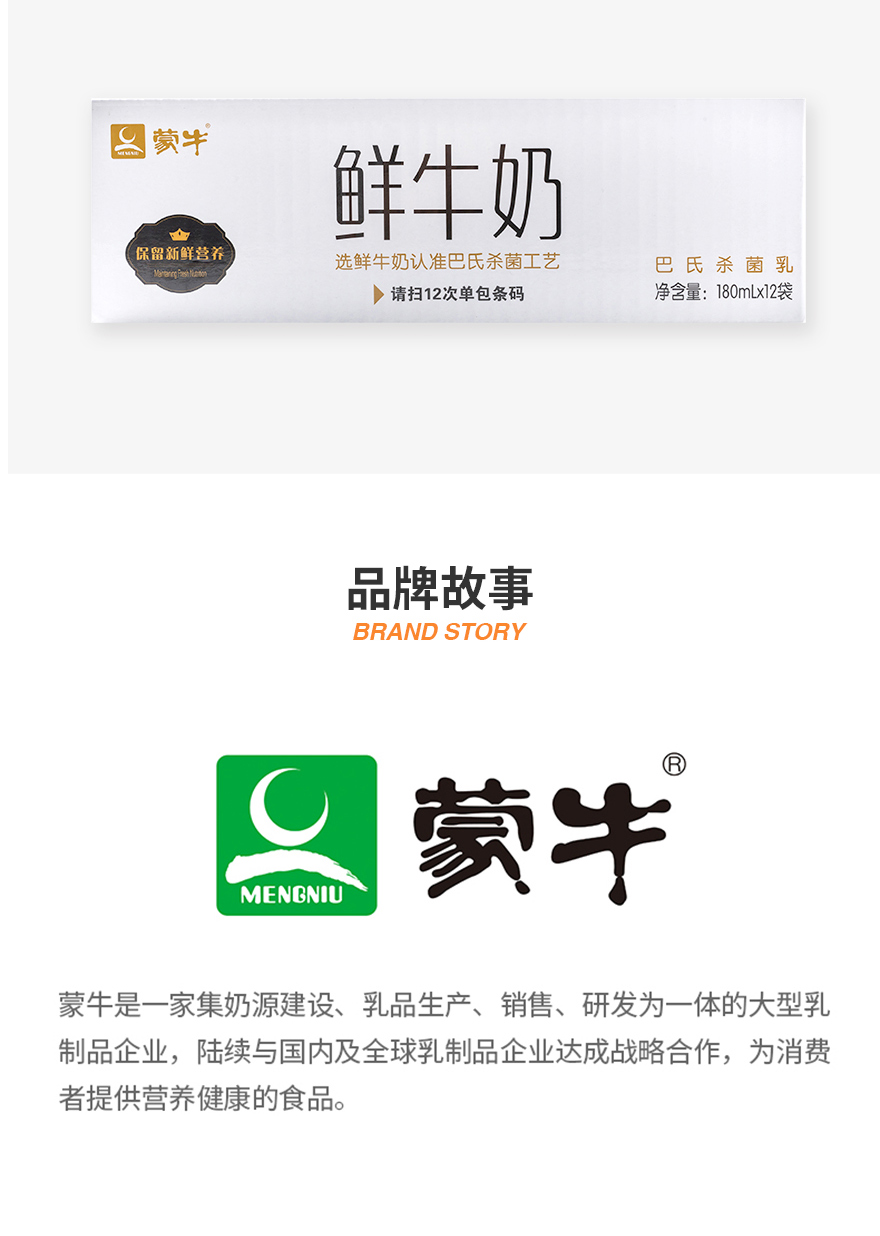 MENGNIU
蒙牛®
鲜牛奶
选鲜牛奶认准巴氏杀菌工艺
请扫12次单包条码
保留新鲜营养
Maintaining Fresh Nutrition
巴氏杀菌乳
净含量：180mLx12袋
品牌故事
BRAND STORY
MENGNIU
蒙牛®
蒙牛是一家集奶源建设、乳品生产、销售、研发为一体的大型乳
制品企业，陆续与国内及全球乳制品企业达成战略合作，为消费
者提供营养健康的食品。